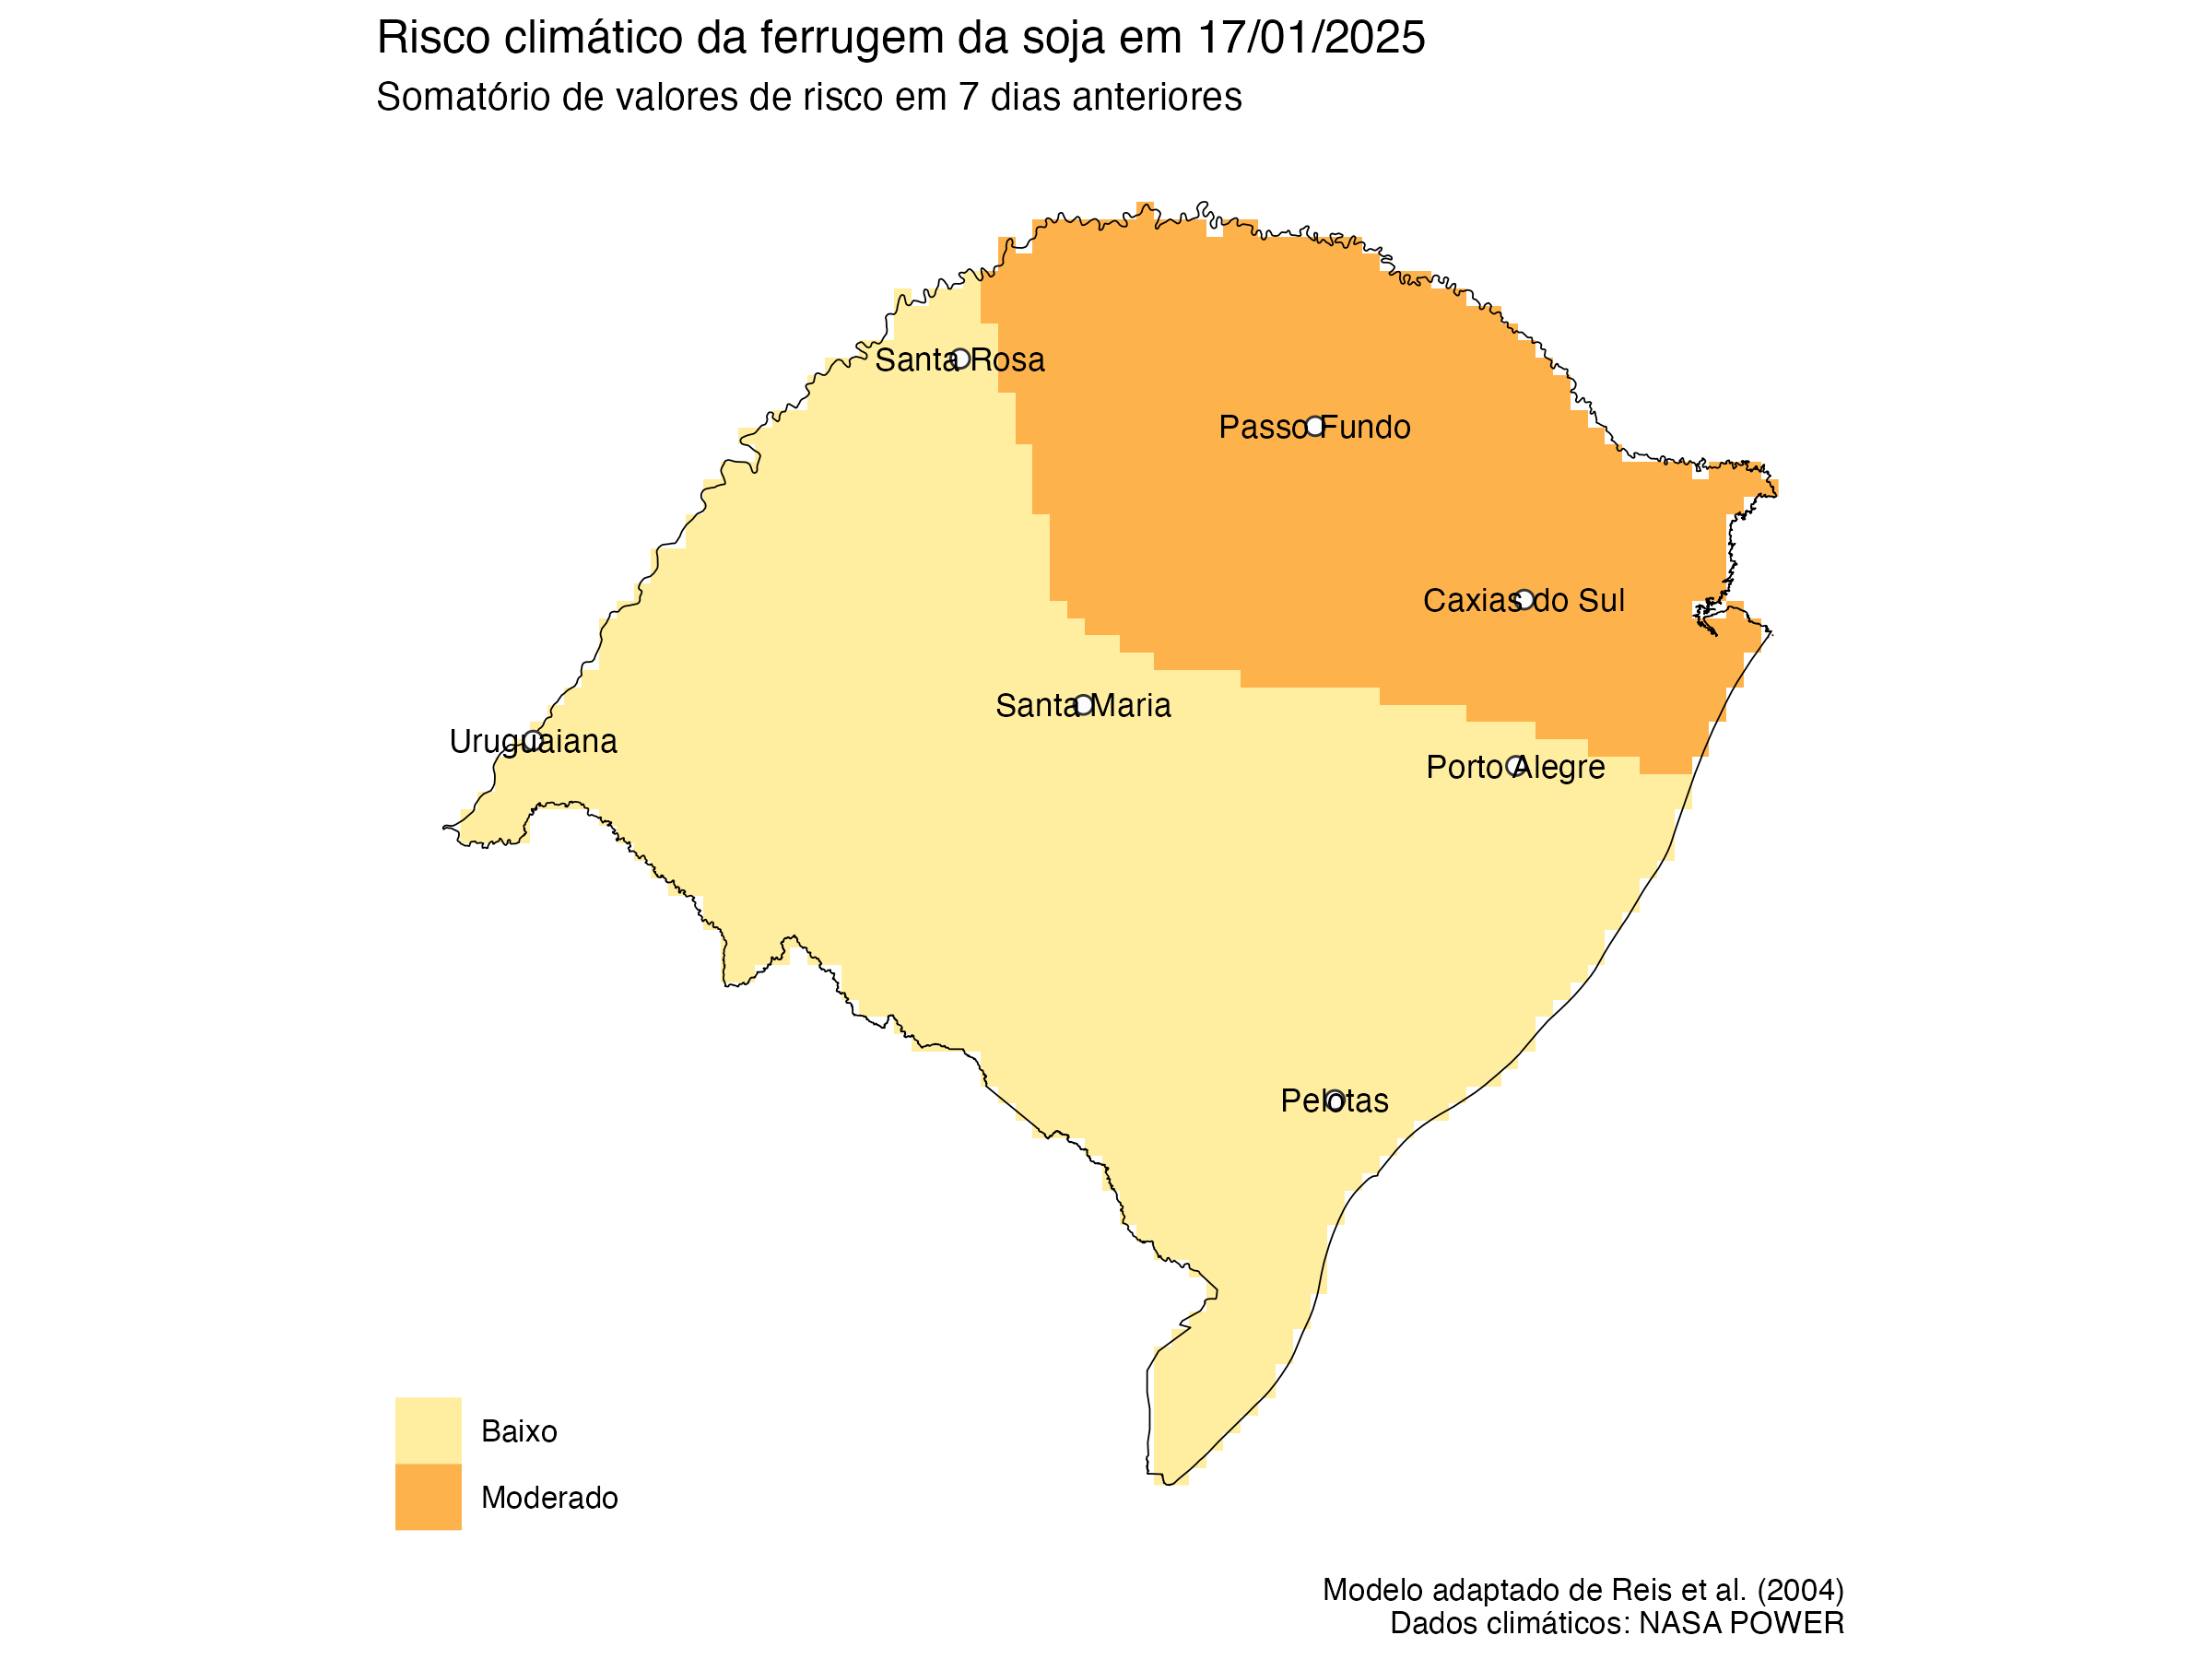 Risco climático da ferrugem da soja em 17/01/2025
Somatório de valores de risco em 7 dias anteriores
Santa Rosa
Passo Fundo
Caxias do Sul
Santa Maria
Uruguaiana
Porto Alegre
Pelotas
Baixo
Moderado
Modelo adaptado de Reis et al. (2004)
Dados climáticos: NASA POWER